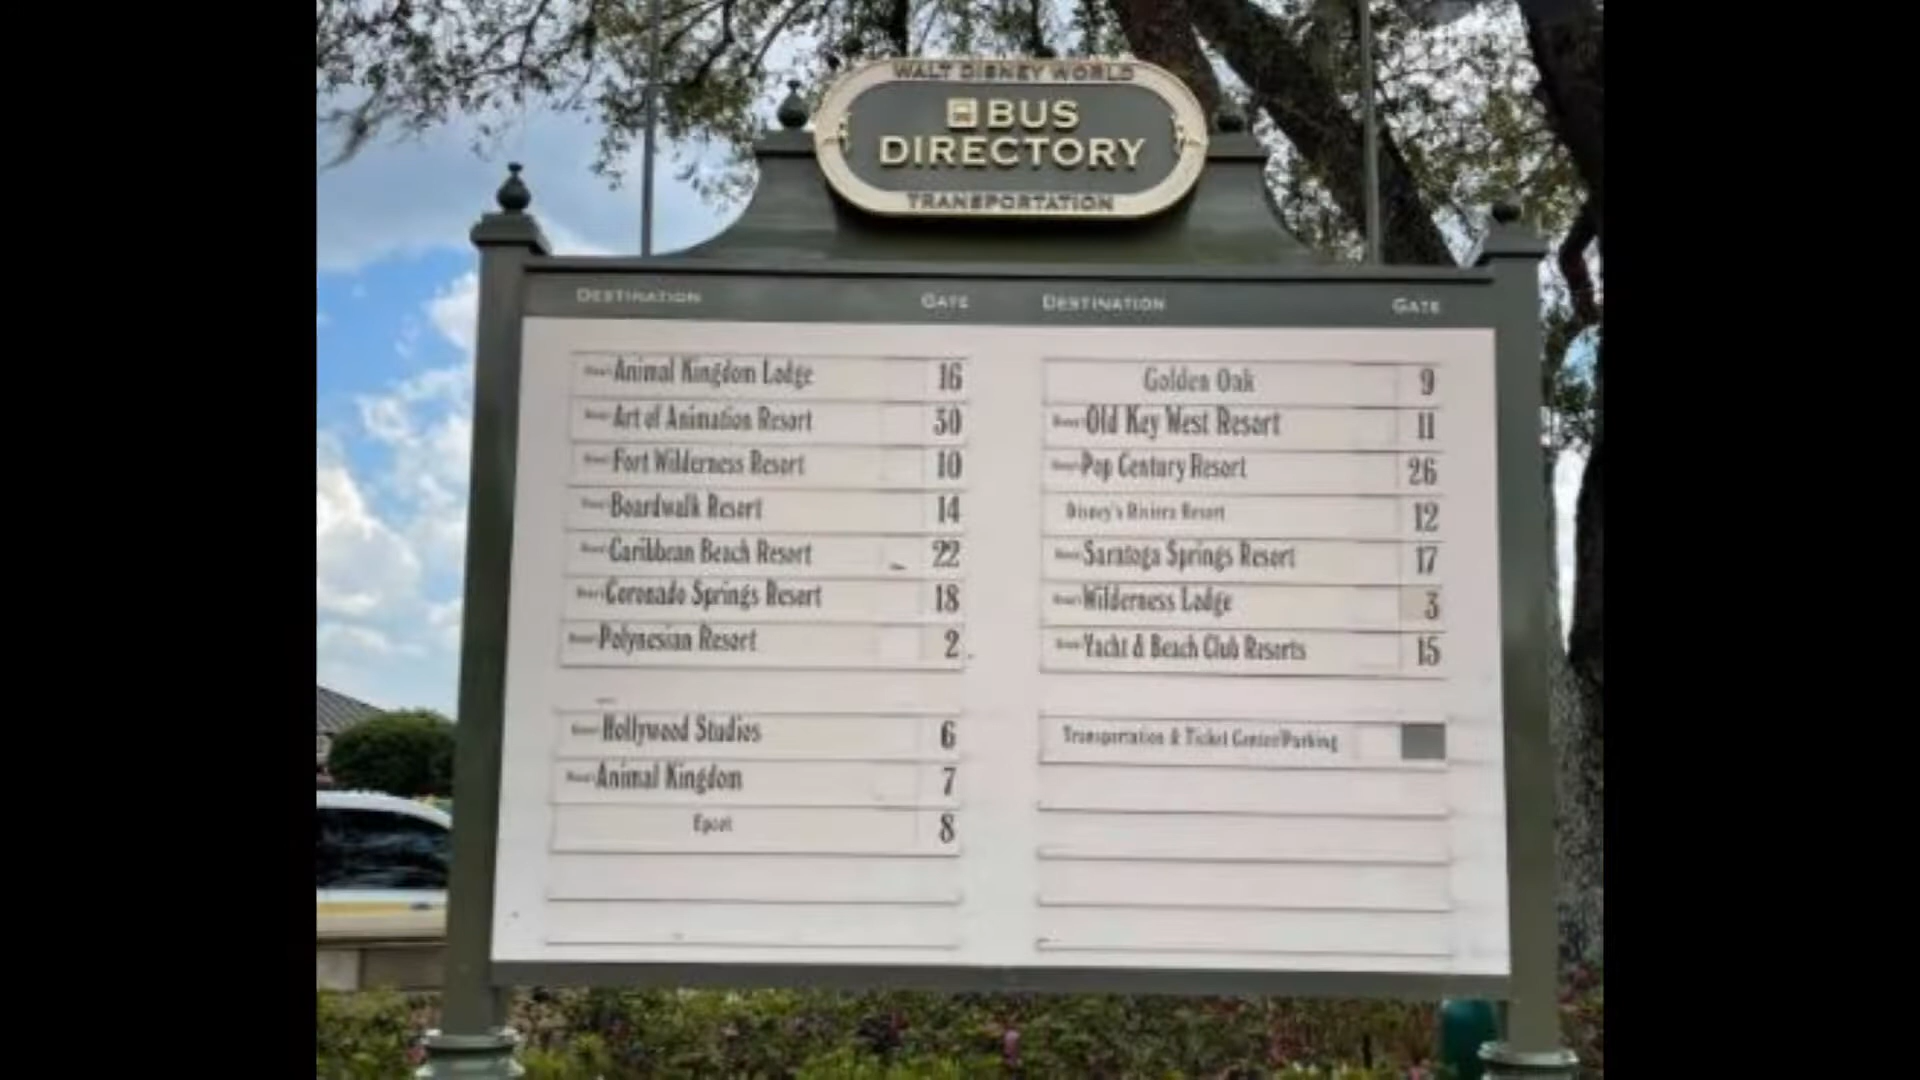 WALT DISNEY WORLD
BUS
DIRECTORY
TRANSPORTATION
DESTINATION GATE
Animal Kingdom Lodge 16
Art of Animation Resort 30
Fort Wilderness Resort 10
Boardwalk Resort 14
Caribbean Beach Resort 22
Coronado Springs Resort 18
Polynesian Resort 2
Hollywood Studios 6
Animal Kingdom 7
Epcot 8
DESTINATION GATE
Golden Oak 9
Old Key West Resort 11
Pop Century Resort 26
Disney's Riviera Resort 12
Saratoga Springs Resort 17
Wilderness Lodge 3
Yacht & Beach Club Resorts 15
Transportation & Ticket Center/Parking